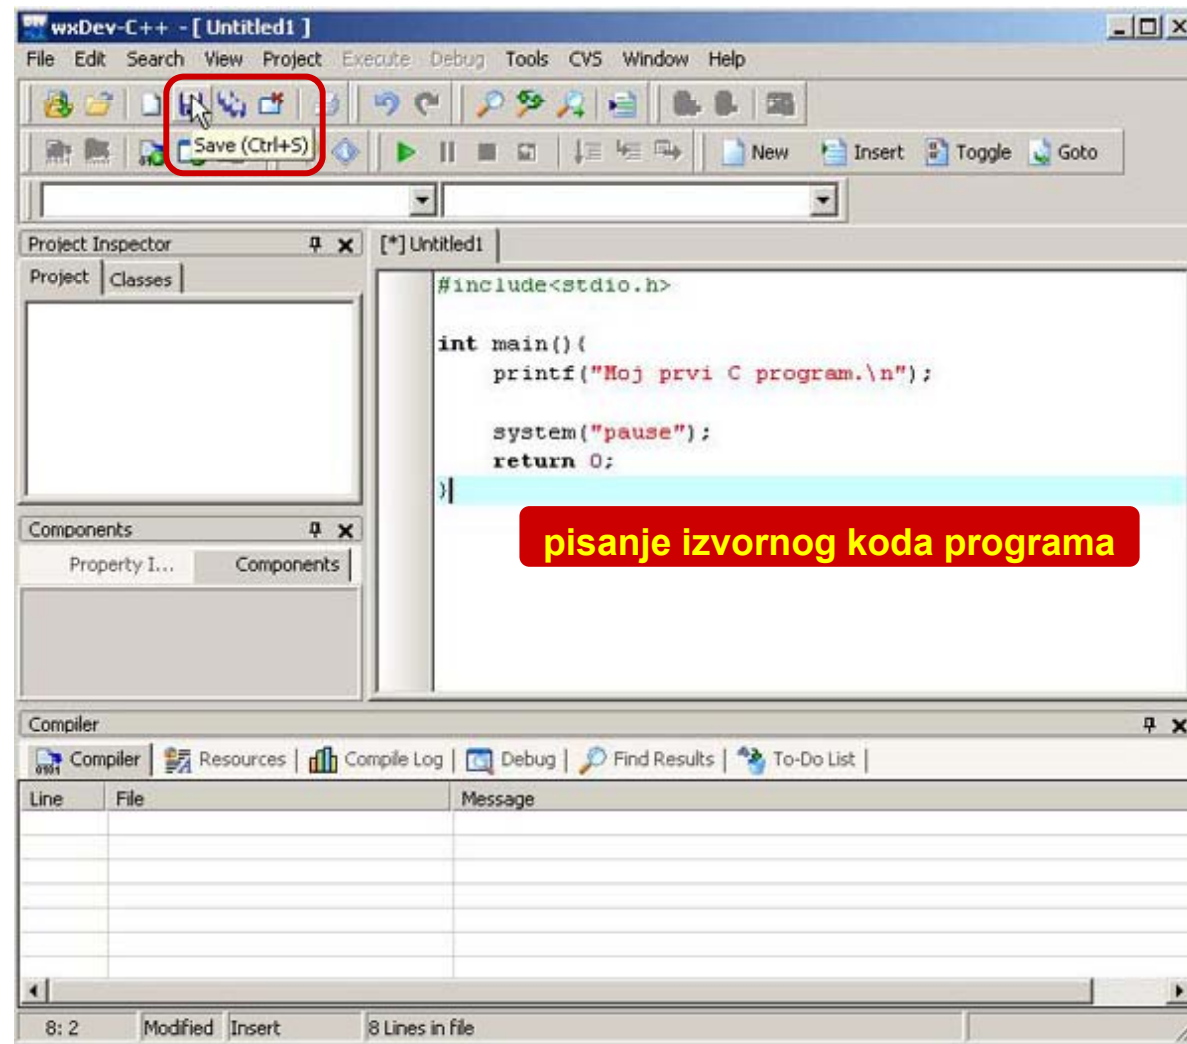 wxDev-C++ - [ Untitled1 ]
File Edit Search View Project Execute Debug Tools CVS Window Help
Save (Ctrl+S)
New Insert Toggle Goto
Project Inspector
[*] Untitled1
Project Classes
#include<stdio.h>
int main(){
printf("Moj prvi C program.\n");
system("pause");
return 0;
}
pisanje izvornog koda programa
Components
Property I... Components
Compiler
Compiler Resources Compile Log Debug Find Results To-Do List
Line File Message
8: 2 Modified Insert 8 Lines in file